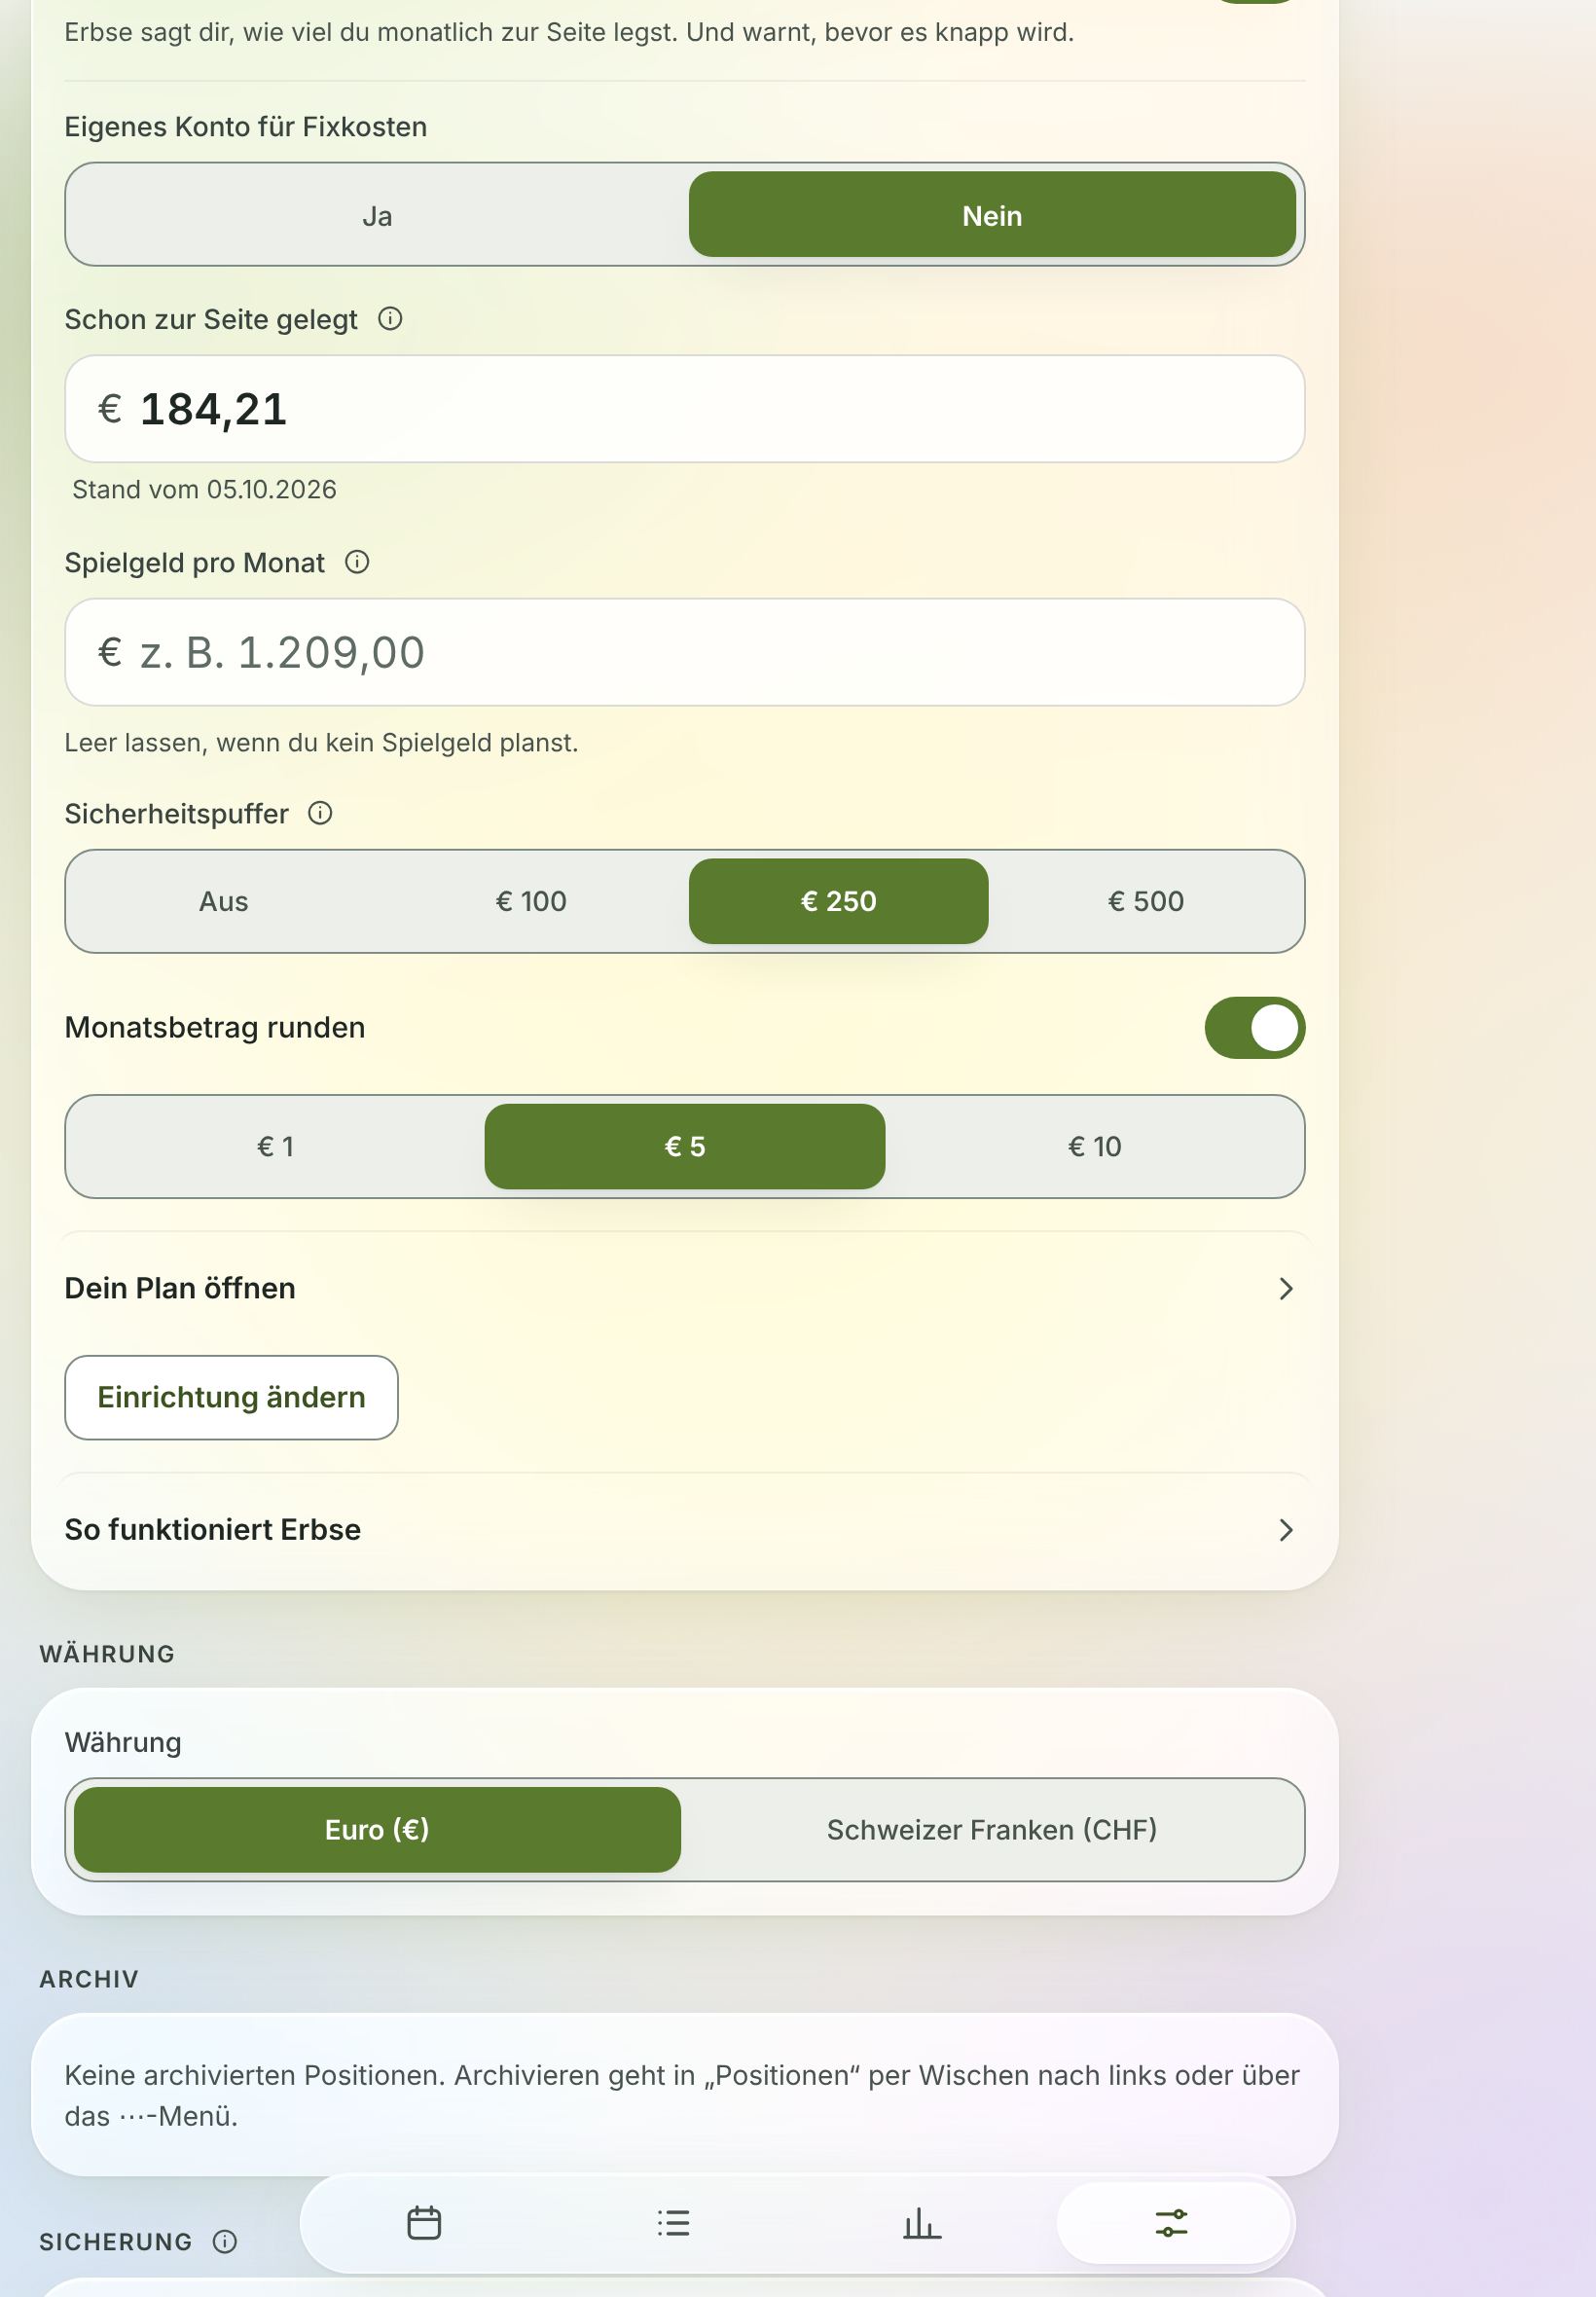 Erbse sagt dir, wie viel du monatlich zur Seite legst. Und warnt, bevor es knapp wird.
Eigenes Konto für Fixkosten
Ja
Nein
Schon zur Seite gelegt
€ 184,21
Stand vom 05.10.2026
Spielgeld pro Monat
€ z. B. 1.209,00
Leer lassen, wenn du kein Spielgeld planst.
Sicherheitspuffer
Aus
€ 100
€ 250
€ 500
Monatsbetrag runden
€ 1
€ 5
€ 10
Dein Plan öffnen
Einrichtung ändern
So funktioniert Erbse
WÄHRUNG
Währung
Euro (€)
Schweizer Franken (CHF)
ARCHIV
Keine archivierten Positionen. Archivieren geht in „Positionen“ per Wischen nach links oder über
das ⋯-Menü.
SICHERUNG